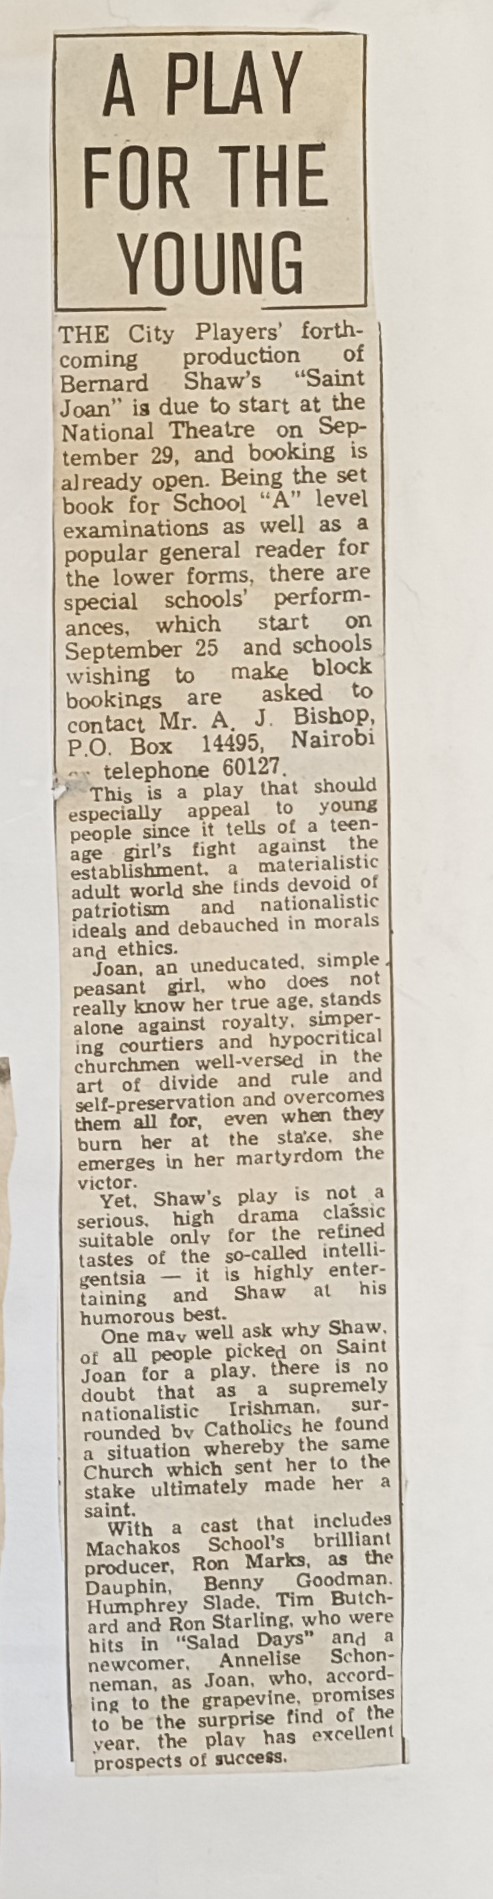 A PLAY
FOR THE
YOUNG
THE City Players' forth-
coming production of
Bernard Shaw's "Saint
Joan" is due to start at the
National Theatre on Sep-
tember 29, and booking is
already open. Being the set
book for School "A" level
examinations as well as a
popular general reader for
the lower forms, there are
special schools' perform-
ances, which start on
September 25 and schools
wishing to make block
bookings are asked to
contact Mr. A. J. Bishop,
P.O. Box 14495, Nairobi
telephone 60127.
This is a play that should
especially appeal to young
people since it tells of a teen-
age girl's fight against the
establishment, a materialistic
adult world she finds devoid of
patriotism and nationalistic
ideals and debauched in morals
and ethics.
Joan, an uneducated, simple
peasant girl, who does not
really know her true age, stands
alone against royalty, simper-
ing courtiers and hypocritical
churchmen well-versed in the
art of divide and rule and
self-preservation and overcomes
them all for, even when they
burn her at the stake, she
emerges in her martyrdom the
victor.
Yet, Shaw's play is not a
serious, high drama classic
suitable only for the refined
tastes of the so-called intelli-
gentsia — it is highly enter-
taining and Shaw at his
humorous best.
One may well ask why Shaw,
of all people picked on Saint
Joan for a play, there is no
doubt that as a supremely
nationalistic Irishman, sur-
rounded by Catholics he found
a situation whereby the same
Church which sent her to the
stake ultimately made her a
saint.
With a cast that includes
Machakos School's brilliant
producer, Ron Marks, as the
Dauphin, Benny Goodman,
Humphrey Slade, Tim Butch-
ard and Ron Starling, who were
hits in "Salad Days" and a
newcomer, Annelise Schon-
neman, as Joan, who, accord-
ing to the grapevine, promises
to be the surprise find of the
year, the play has excellent
prospects of success.